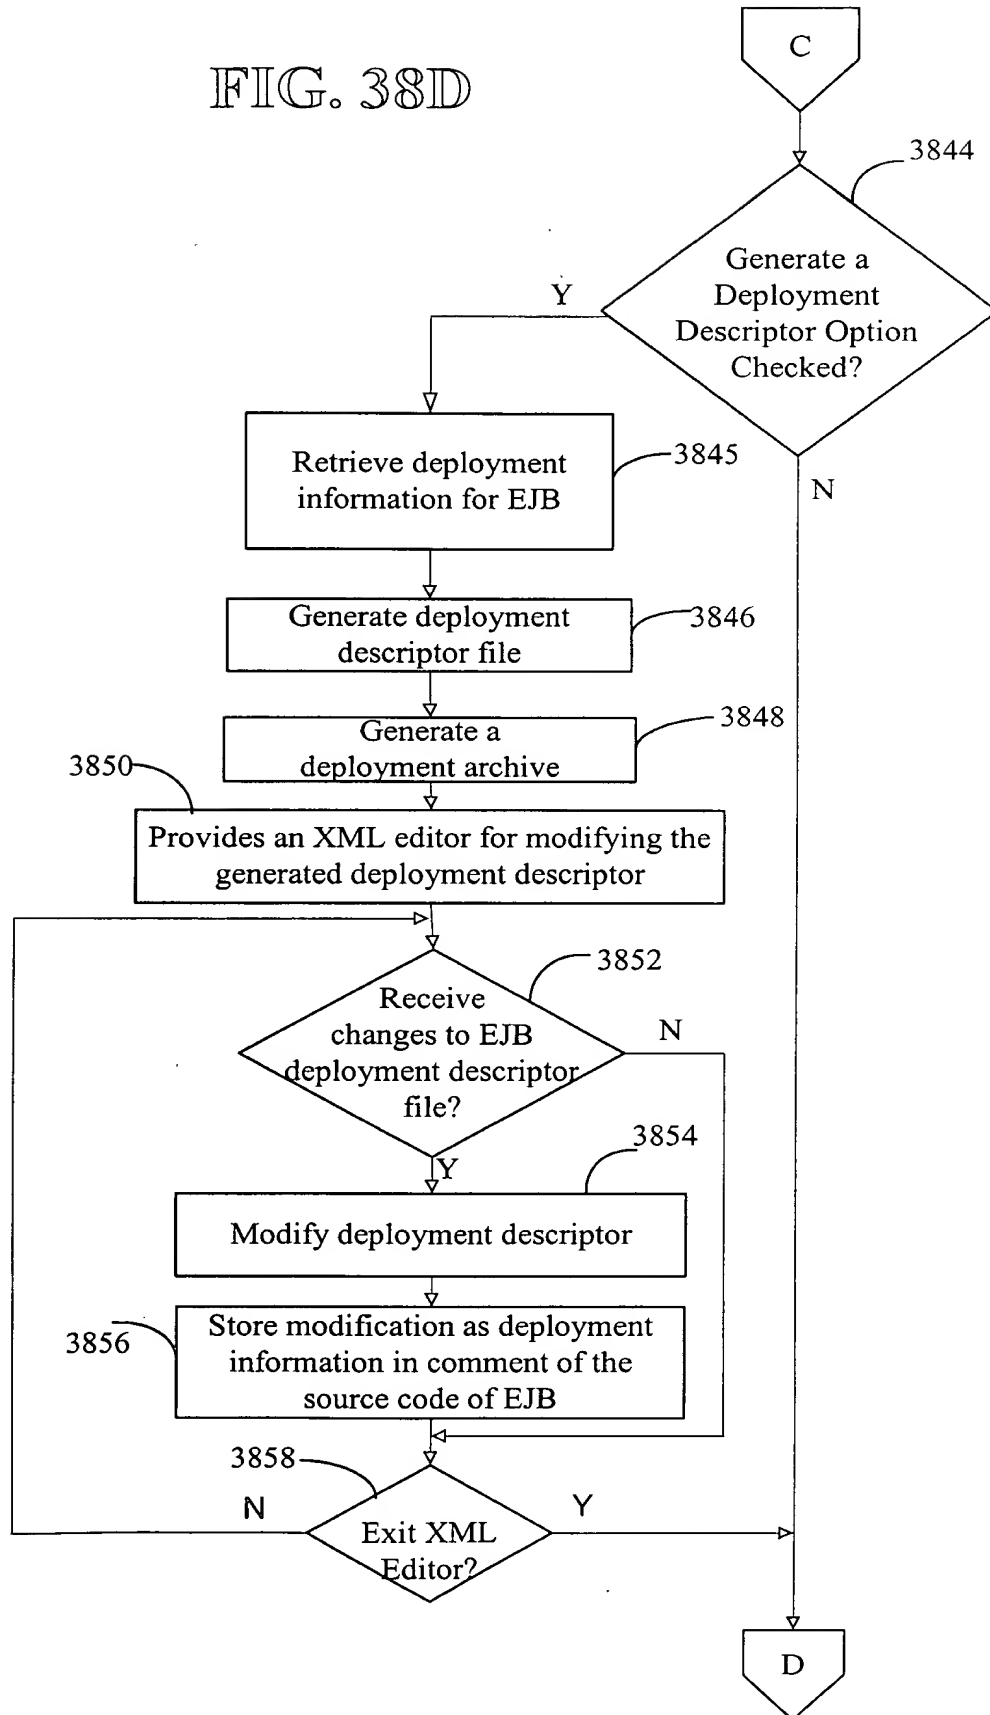 FIG. 38D
C
3844
Generate a
Deployment
Descriptor Option
Checked?
Y
N
Retrieve deployment
information for EJB
3845
Generate deployment
descriptor file
3846
Generate a
deployment archive
3848
3850
Provides an XML editor for modifying the
generated deployment descriptor
3852
Receive
changes to EJB
deployment descriptor
file?
N
Y
3854
Modify deployment descriptor
3856
Store modification as deployment
information in comment of the
source code of EJB
3858
N
Y
Exit XML
Editor?
D